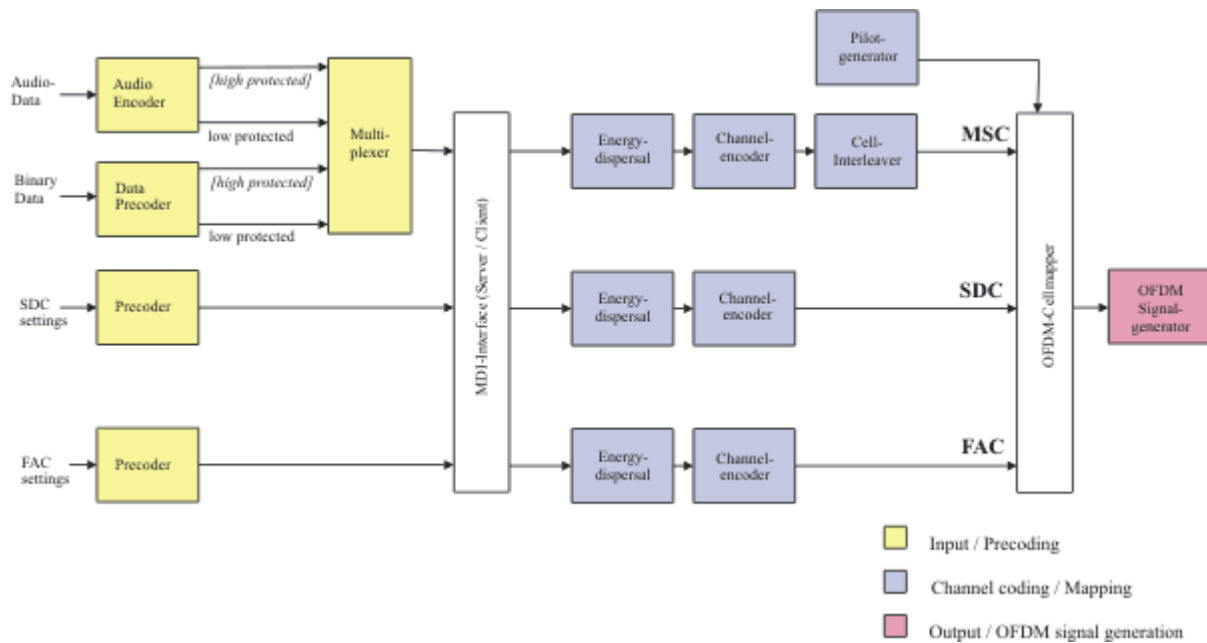 Pilot-
generator
Audio-
Data
Audio
Encoder
[high protected]
low protected
Multi-
plexer
Binary
Data
Data
Precoder
[high protected]
low protected
MDI-Interface (Server / Client)
Energy-
dispersal
Channel-
encoder
Cell-
Interleaver
MSC
SDC
settings
Precoder
Energy-
dispersal
Channel-
encoder
SDC
OFDM-Cellmapper
OFDM
Signal-
generator
FAC
settings
Precoder
Energy-
dispersal
Channel-
encoder
FAC
Input / Precoding
Channel coding / Mapping
Output / OFDM signal generation